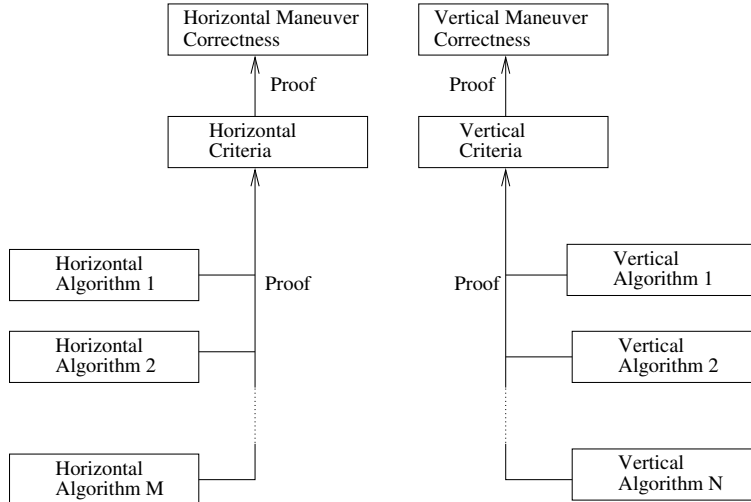 Horizontal Maneuver
Correctness
Vertical Maneuver
Correctness
Proof
Proof
Horizontal
Criteria
Vertical
Criteria
Horizontal
Algorithm 1
Proof
Proof
Vertical
Algorithm 1
Horizontal
Algorithm 2
Vertical
Algorithm 2
Horizontal
Algorithm M
Vertical
Algorithm N